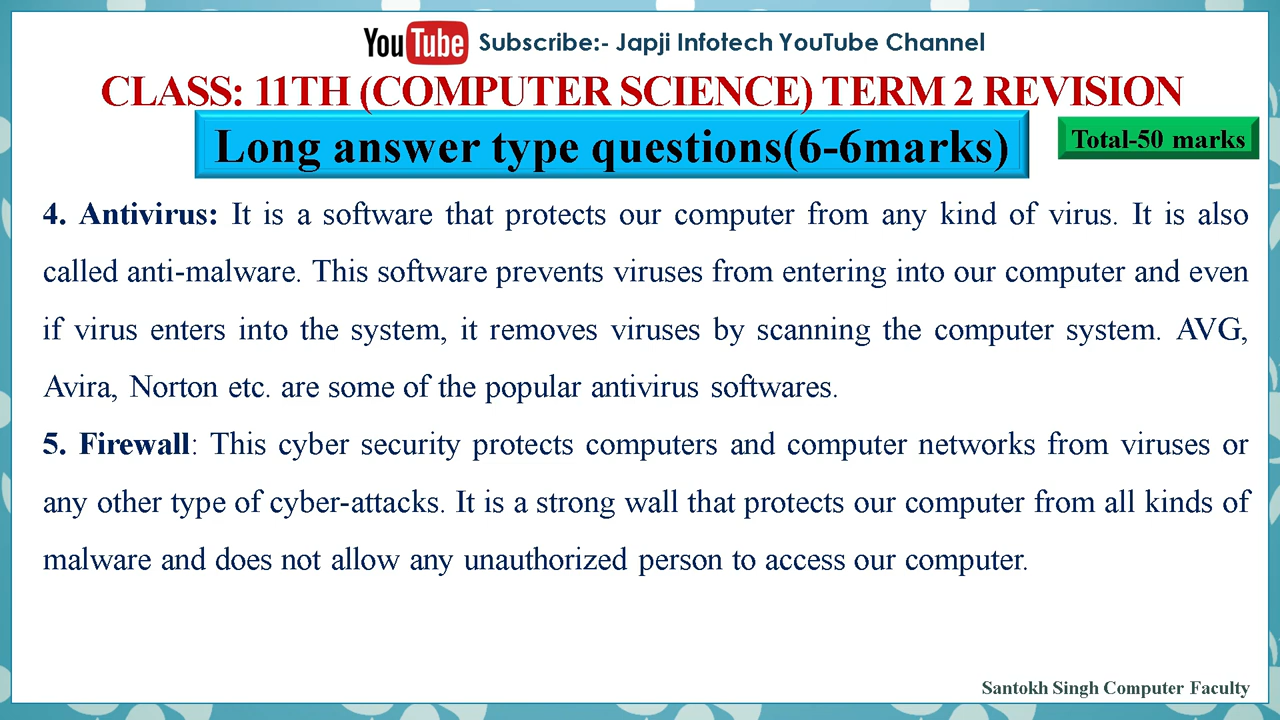 YouTube Subscribe:- Japji Infotech YouTube Channel
CLASS: 11TH (COMPUTER SCIENCE) TERM 2 REVISION
Long answer type questions(6-6marks)
Total-50 marks
4. Antivirus: It is a software that protects our computer from any kind of virus. It is also
called anti-malware. This software prevents viruses from entering into our computer and even
if virus enters into the system, it removes viruses by scanning the computer system. AVG,
Avira, Norton etc. are some of the popular antivirus softwares.
5. Firewall: This cyber security protects computers and computer networks from viruses or
any other type of cyber-attacks. It is a strong wall that protects our computer from all kinds of
malware and does not allow any unauthorized person to access our computer.
Santokh Singh Computer Faculty